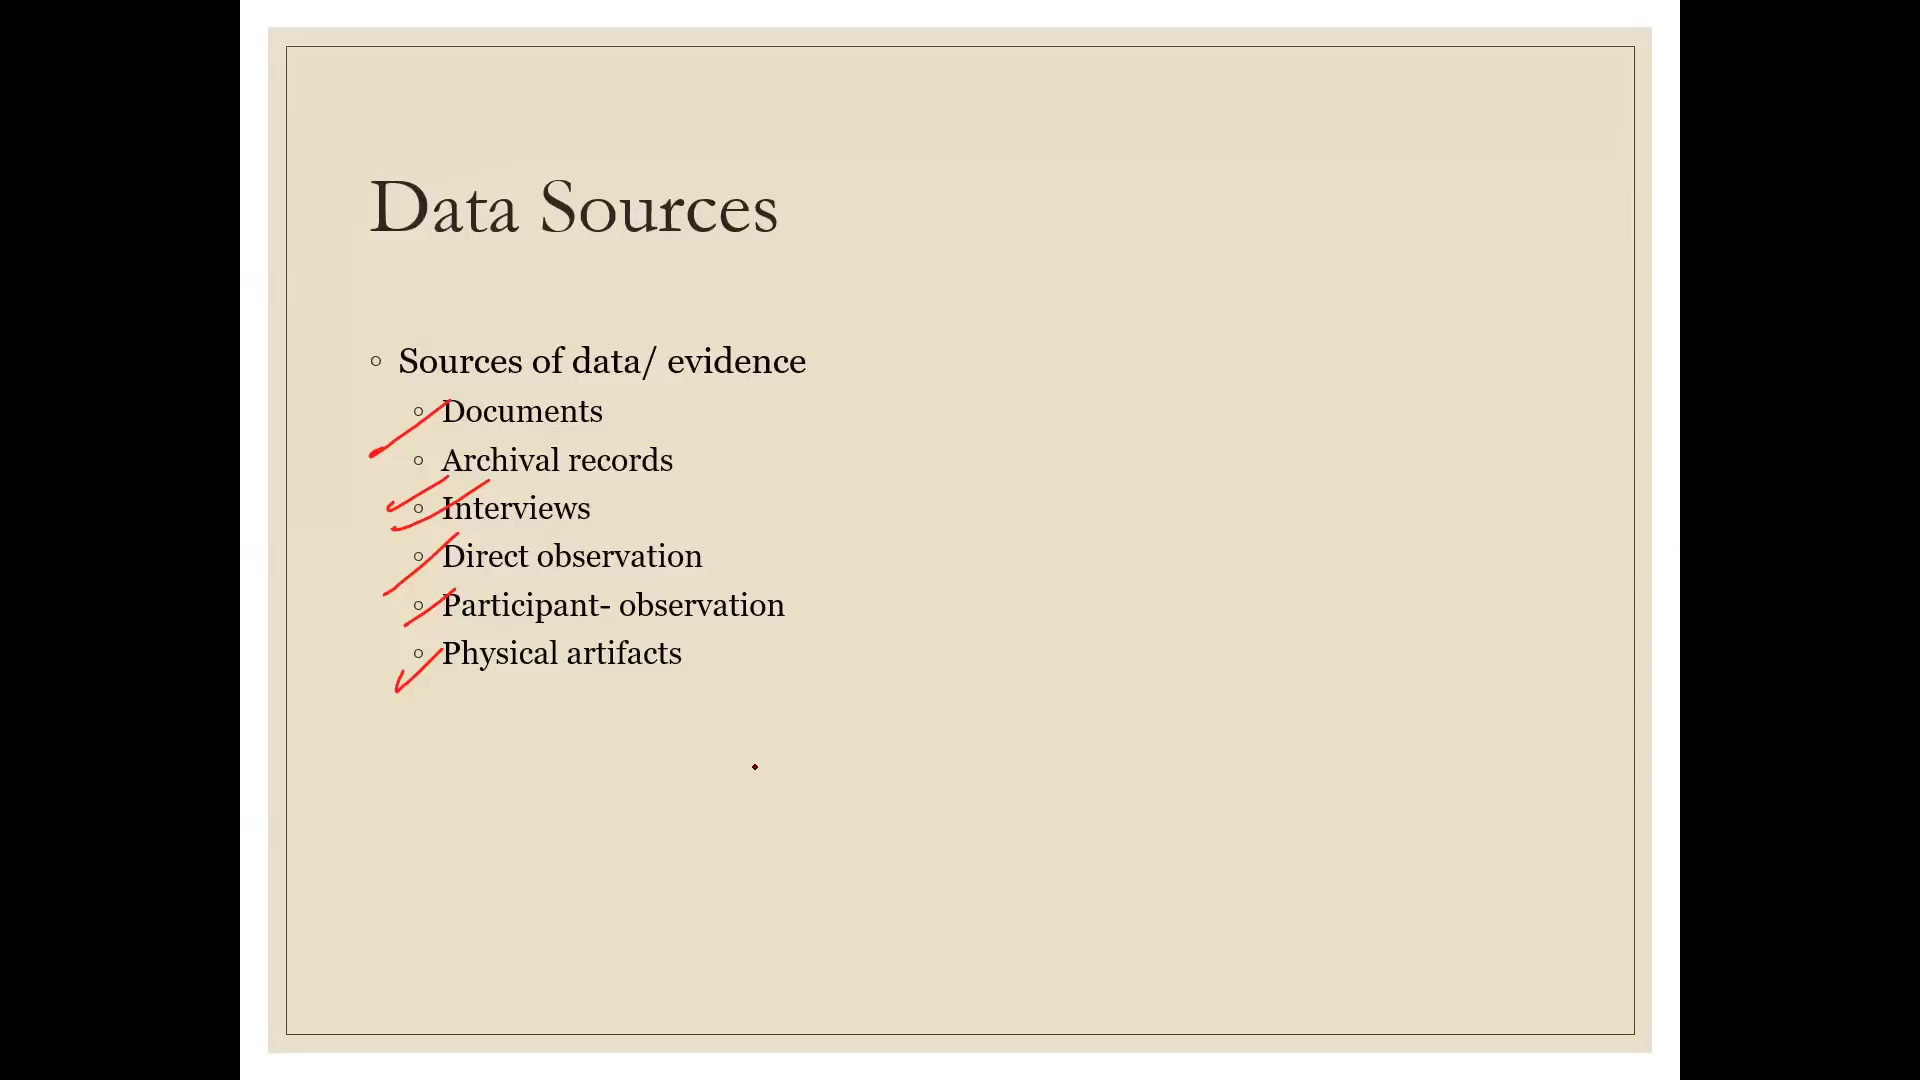 Data Sources
Sources of data/ evidence
Documents
Archival records
Interviews
Direct observation
Participant- observation
Physical artifacts